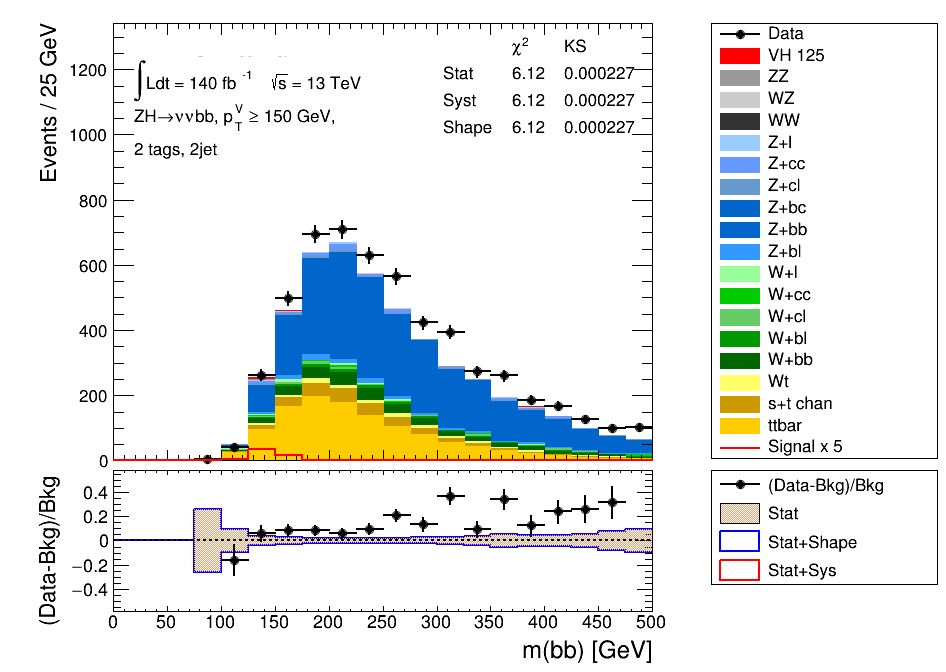 Events / 25 GeV
1200
1000
800
600
400
200
0
∫Ldt = 140 fb⁻¹ √s = 13 TeV
ZH→ννbb, p_T^V ≥ 150 GeV,
2 tags, 2jet
χ² KS
Stat 6.12 0.000227
Syst 6.12 0.000227
Shape 6.12 0.000227
Data
VH 125
ZZ
WZ
WW
Z+l
Z+cc
Z+cl
Z+bc
Z+bb
Z+bl
W+l
W+cc
W+cl
W+bl
W+bb
Wt
s+t chan
ttbar
Signal x 5
(Data-Bkg)/Bkg
0.4
0.2
0
−0.2
−0.4
0 50 100 150 200 250 300 350 400 450 500
m(bb) [GeV]
(Data-Bkg)/Bkg
Stat
Stat+Shape
Stat+Sys